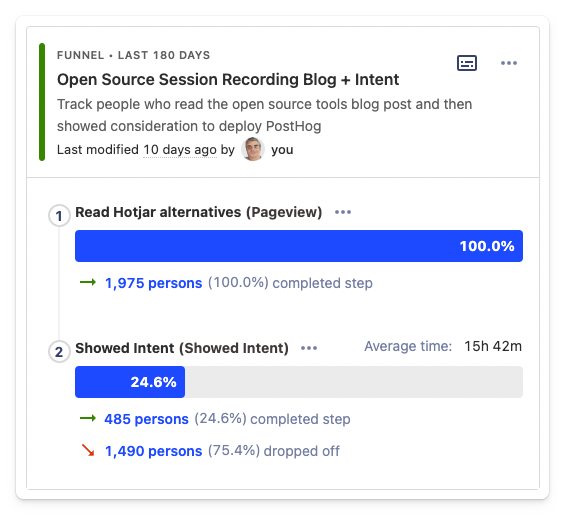 FUNNEL • LAST 180 DAYS
Open Source Session Recording Blog + Intent
Track people who read the open source tools blog post and then
showed consideration to deploy PostHog
Last modified 10 days ago by you
1 Read Hotjar alternatives (Pageview)
100.0%
1,975 persons (100.0%) completed step
2 Showed Intent (Showed Intent) Average time: 15h 42m
24.6%
485 persons (24.6%) completed step
1,490 persons (75.4%) dropped off